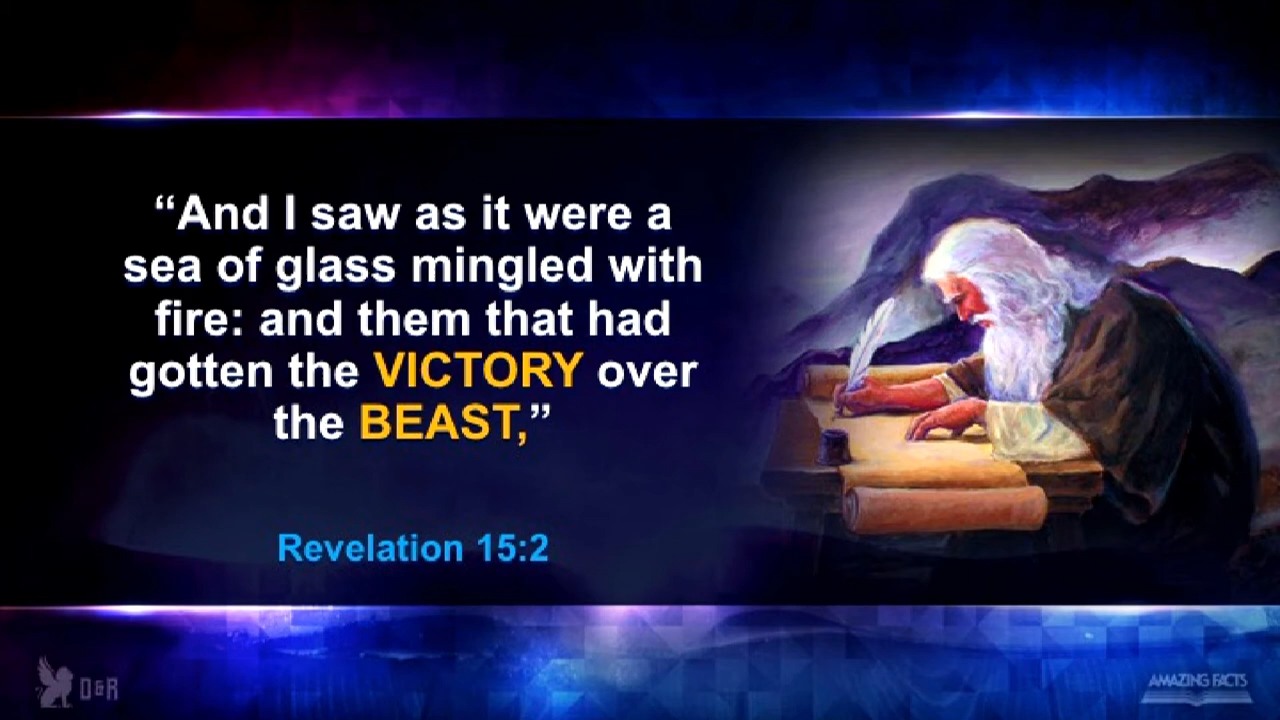 “And I saw as it were a
sea of glass mingled with
fire: and them that had
gotten the VICTORY over
the BEAST,”
Revelation 15:2
D&R
AMAZING FACTS